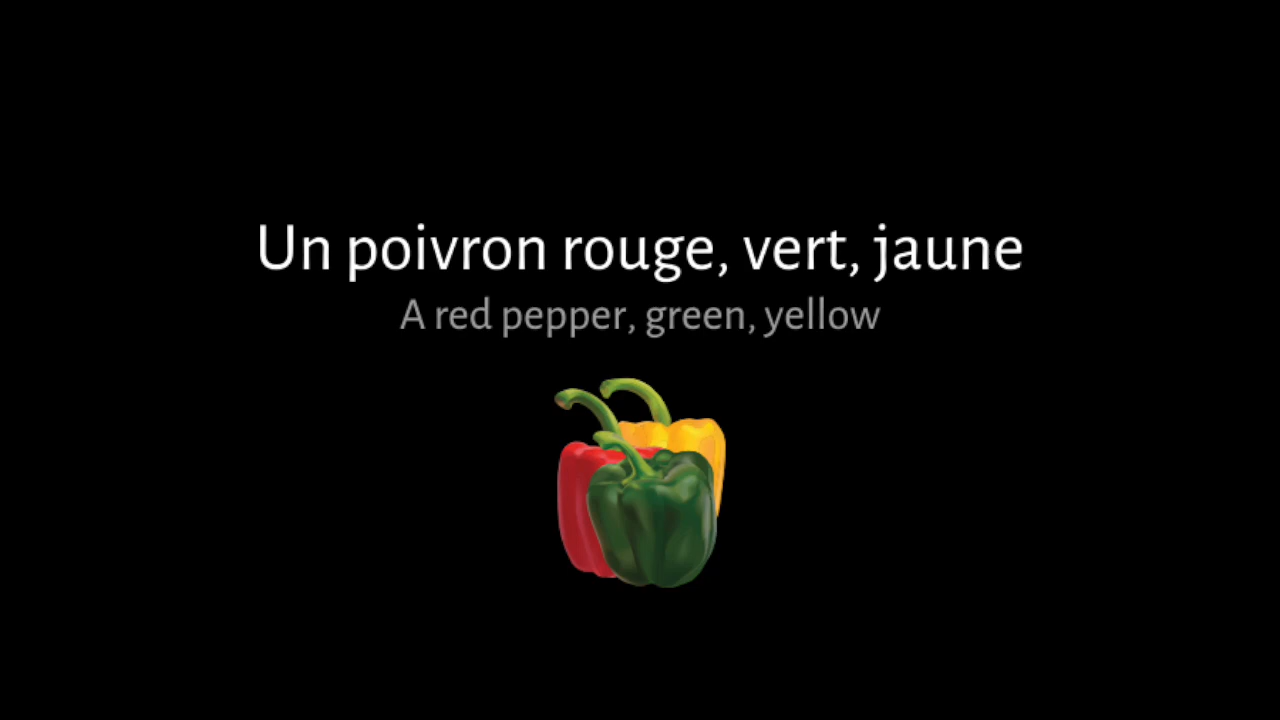 Un poivron rouge, vert, jaune
A red pepper, green, yellow